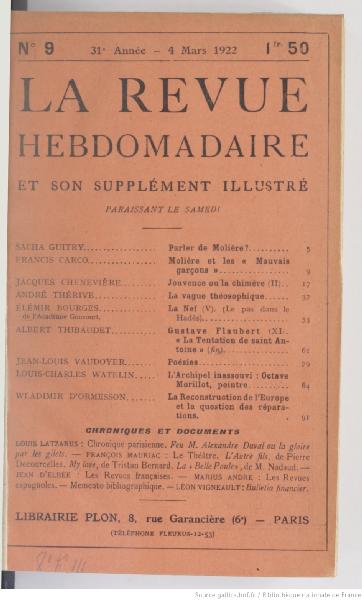 N° 9 31e Année — 4 Mars 1922 1fr. 50
LA REVUE
HEBDOMADAIRE
ET SON SUPPLÉMENT ILLUSTRÉ
PARAISSANT LE SAMEDI
SACHA GUITRY Parler de Molière? 5
FRANCIS CARCO Molière et les « Mauvais
garçons » 9
JACQUES CHENEVIÈRE Jouvence ou la chimère (II). 17
ANDRÉ THÉRIVE La vague théosophique 37
ELÉMIR BOURGES La Nef (V). (Le pas dans le
de l'Académie Goncourt. Hadès) 53
ALBERT THIBAUDET Gustave Flaubert (XI.
« La Tentation de saint An-
toine » (fin). 61
JEAN-LOUIS VAUDOYER Poésies 79
LOUIS-CHARLES WATELIN L'Archipel inassouvi : Octave
Morillot, peintre 84
WLADIMIR D'ORMESSON La Reconstruction de l'Europe
et la question des répara-
tions. 91
CHRONIQUES ET DOCUMENTS
LOUIS LATZARUS : Chronique parisienne. Feu M. Alexandre Duval ou la gloire
par les gilets. — FRANÇOIS MAURIAC : Le Théâtre. L'Autre fils, de Pierre
Decourcelles. My love, de Tristan Bernard. La « Belle Poule », de M. Nadaud. —
JEAN D'ELBÉE : Les Revues françaises. — MARIUS ANDRÉ : Les Revues
espagnoles. — Memento bibliographique. — LÉON VIGNEAULT : Bulletin financier.
LIBRAIRIE PLON, 8, rue Garancière (6e) — PARIS
(TÉLÉPHONE FLEURUS-12-53)
Source gallica.bnf.fr / Bibliothèque nationale de France